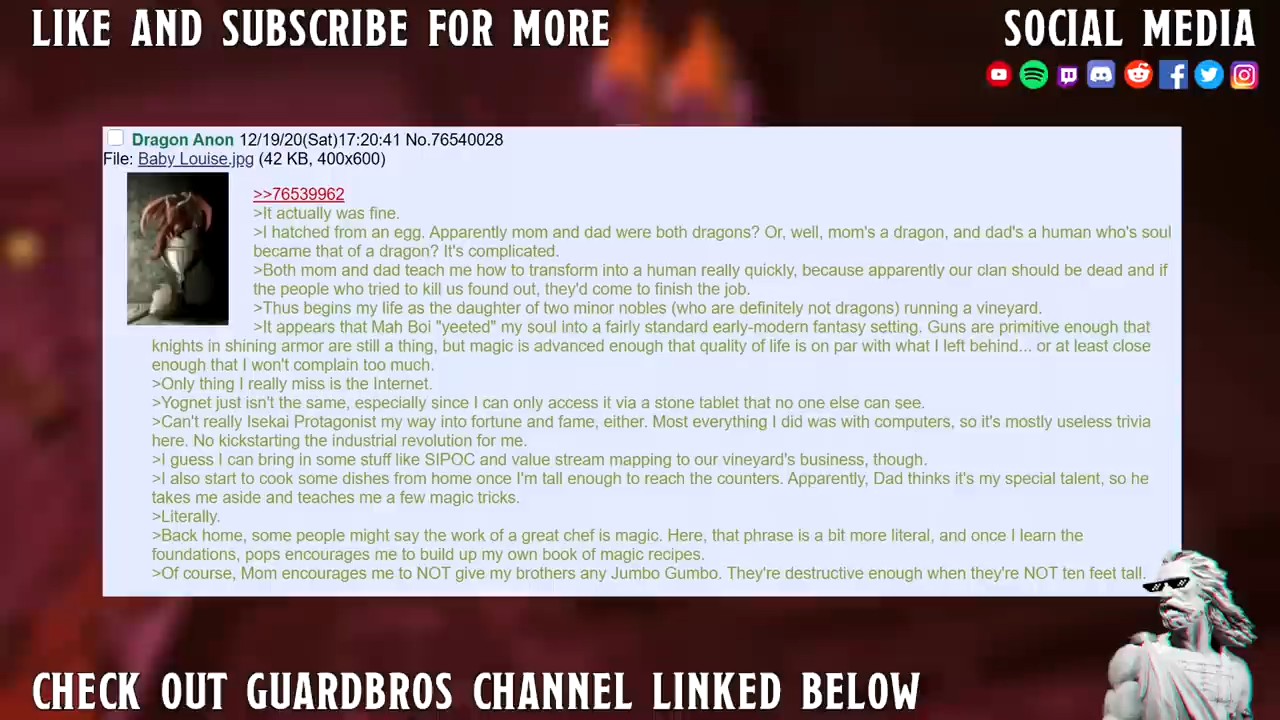 LIKE AND SUBSCRIBE FOR MORE
SOCIAL MEDIA
Dragon Anon 12/19/20(Sat)17:20:41 No.76540028
File: Baby Louise.jpg (42 KB, 400x600)
>>76539962
>It actually was fine.
>I hatched from an egg. Apparently mom and dad were both dragons? Or, well, mom's a dragon, and dad's a human who's soul
became that of a dragon? It's complicated.
>Both mom and dad teach me how to transform into a human really quickly, because apparently our clan should be dead and if
the people who tried to kill us found out, they'd come to finish the job.
>Thus begins my life as the daughter of two minor nobles (who are definitely not dragons) running a vineyard.
>It appears that Mah Boi "yeeted" my soul into a fairly standard early-modern fantasy setting. Guns are primitive enough that
knights in shining armor are still a thing, but magic is advanced enough that quality of life is on par with what I left behind... or at least close
enough that I won't complain too much.
>Only thing I really miss is the Internet.
>Yognet just isn't the same, especially since I can only access it via a stone tablet that no one else can see.
>Can't really Isekai Protagonist my way into fortune and fame, either. Most everything I did was with computers, so it's mostly useless trivia
here. No kickstarting the industrial revolution for me.
>I guess I can bring in some stuff like SIPOC and value stream mapping to our vineyard's business, though.
>I also start to cook some dishes from home once I'm tall enough to reach the counters. Apparently, Dad thinks it's my special talent, so he
takes me aside and teaches me a few magic tricks.
>Literally.
>Back home, some people might say the work of a great chef is magic. Here, that phrase is a bit more literal, and once I learn the
foundations, pops encourages me to build up my own book of magic recipes.
>Of course, Mom encourages me to NOT give my brothers any Jumbo Gumbo. They're destructive enough when they're NOT ten feet tall.
CHECK OUT GUARDBROS CHANNEL LINKED BELOW